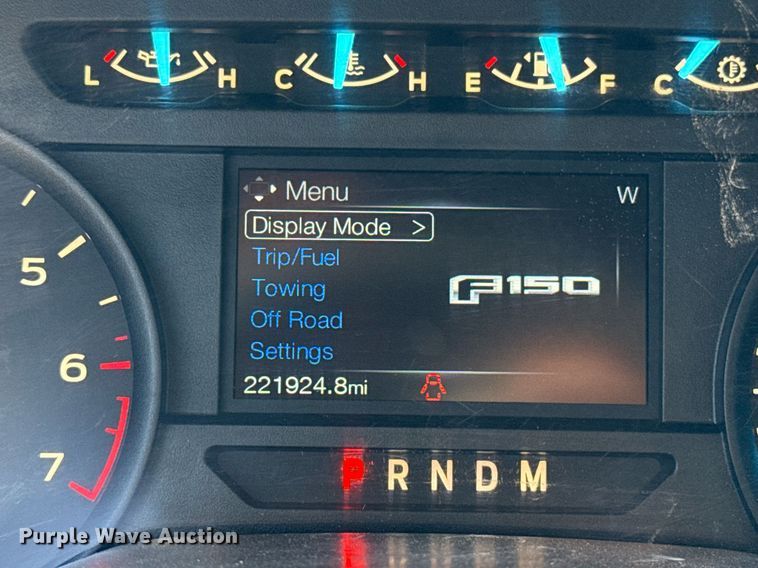 L H C H E F C
Menu W
Display Mode >
Trip/Fuel
Towing
Off Road
Settings
F150
221924.8mi
5
6
7
P R N D M
Purple Wave Auction